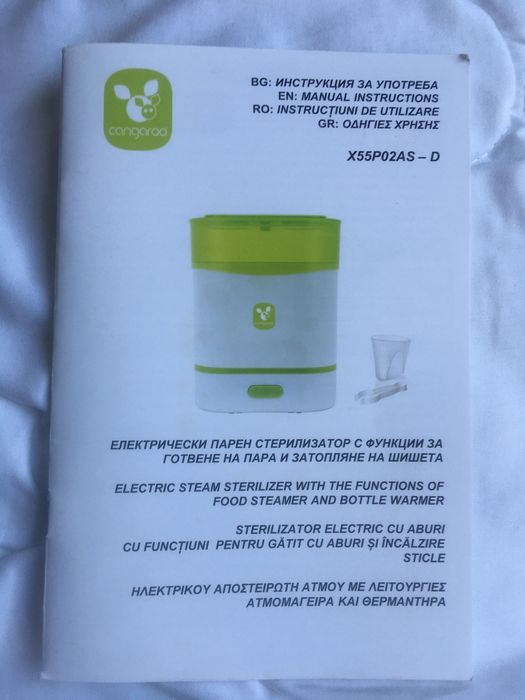 cangaroo
BG: ИНСТРУКЦИЯ ЗА УПОТРЕБА
EN: MANUAL INSTRUCTIONS
RO: INSTRUCȚIUNI DE UTILIZARE
GR: ΟΔΗΓΙΕΣ ΧΡΗΣΗΣ
X55P02AS – D
ЕЛЕКТРИЧЕСКИ ПАРЕН СТЕРИЛИЗАТОР С ФУНКЦИИ ЗА
ГОТВЕНЕ НА ПАРА И ЗАТОПЛЯНЕ НА ШИШЕТА
ELECTRIC STEAM STERILIZER WITH THE FUNCTIONS OF
FOOD STEAMER AND BOTTLE WARMER
STERILIZATOR ELECTRIC CU ABURI
CU FUNCȚIUNI PENTRU GĂTIT CU ABURI ȘI ÎNCĂLZIRE
STICLE
ΗΛΕΚΤΡΙΚΟΥ ΑΠΟΣΤΕΙΡΩΤΗ ΑΤΜΟΥ ΜΕ ΛΕΙΤΟΥΡΓΙΕΣ
ΑΤΜΟΜΑΓΕΙΡΑ ΚΑΙ ΘΕΡΜΑΝΤΗΡΑ